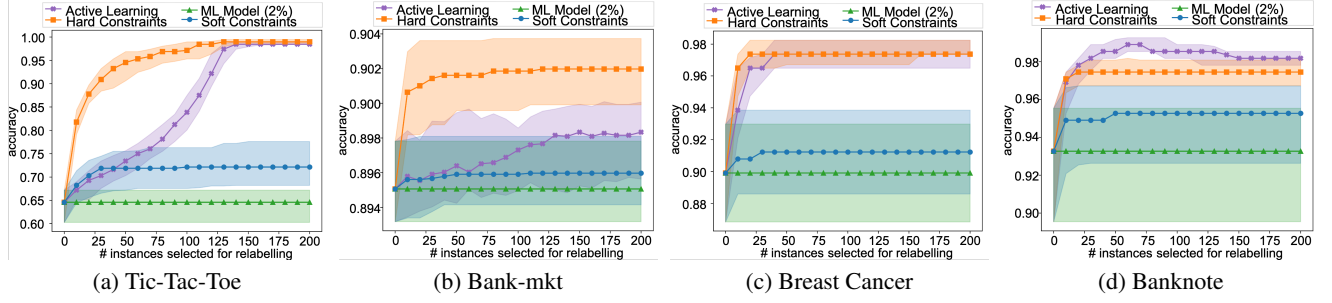 Active Learning ML Model (2%)
Hard Constraints Soft Constraints
1.00
0.95
0.90
0.85
0.80
0.75
0.70
0.65
0.60
accuracy
0 25 50 75 100 125 150 175 200
# instances selected for relabelling
(a) Tic-Tac-Toe
Active Learning ML Model (2%)
Hard Constraints Soft Constraints
0.904
0.902
0.900
0.898
0.896
0.894
accuracy
0 25 50 75 100 125 150 175 200
# instances selected for relabelling
(b) Bank-mkt
Active Learning ML Model (2%)
Hard Constraints Soft Constraints
0.98
0.96
0.94
0.92
0.90
0.88
accuracy
0 25 50 75 100 125 150 175 200
# instances selected for relabelling
(c) Breast Cancer
Active Learning ML Model (2%)
Hard Constraints Soft Constraints
0.98
0.96
0.94
0.92
0.90
accuracy
0 25 50 75 100 125 150 175 200
# instances selected for relabelling
(d) Banknote